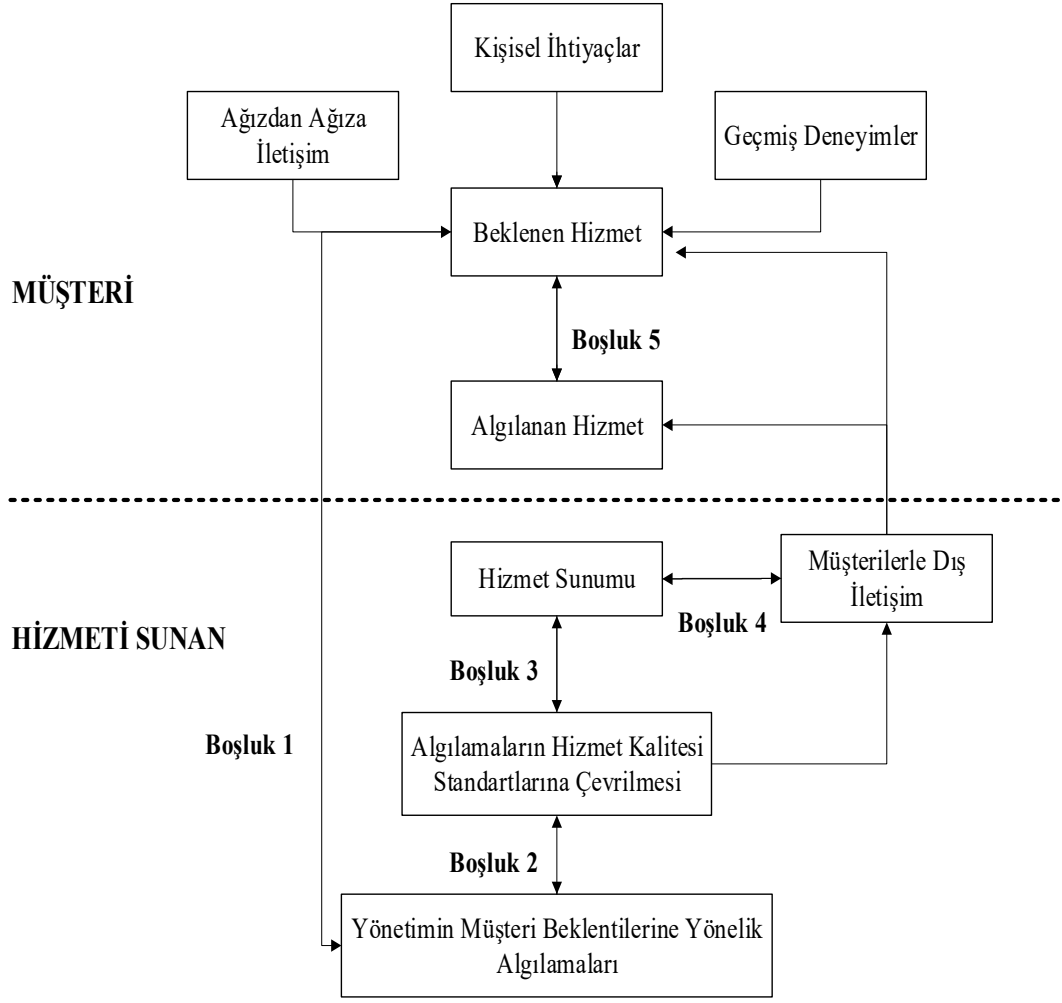 Kişisel İhtiyaçlar
Ağızdan Ağıza
İletişim
Geçmiş Deneyimler
Beklenen Hizmet
MÜŞTERİ
Boşluk 5
Algılanan Hizmet
Hizmet Sunumu
Müşterilerle Dış
İletişim
Boşluk 4
HİZMETİ SUNAN
Boşluk 3
Boşluk 1
Algılamaların Hizmet Kalitesi
Standartlarına Çevrilmesi
Boşluk 2
Yönetimin Müşteri Beklentilerine Yönelik
Algılamaları